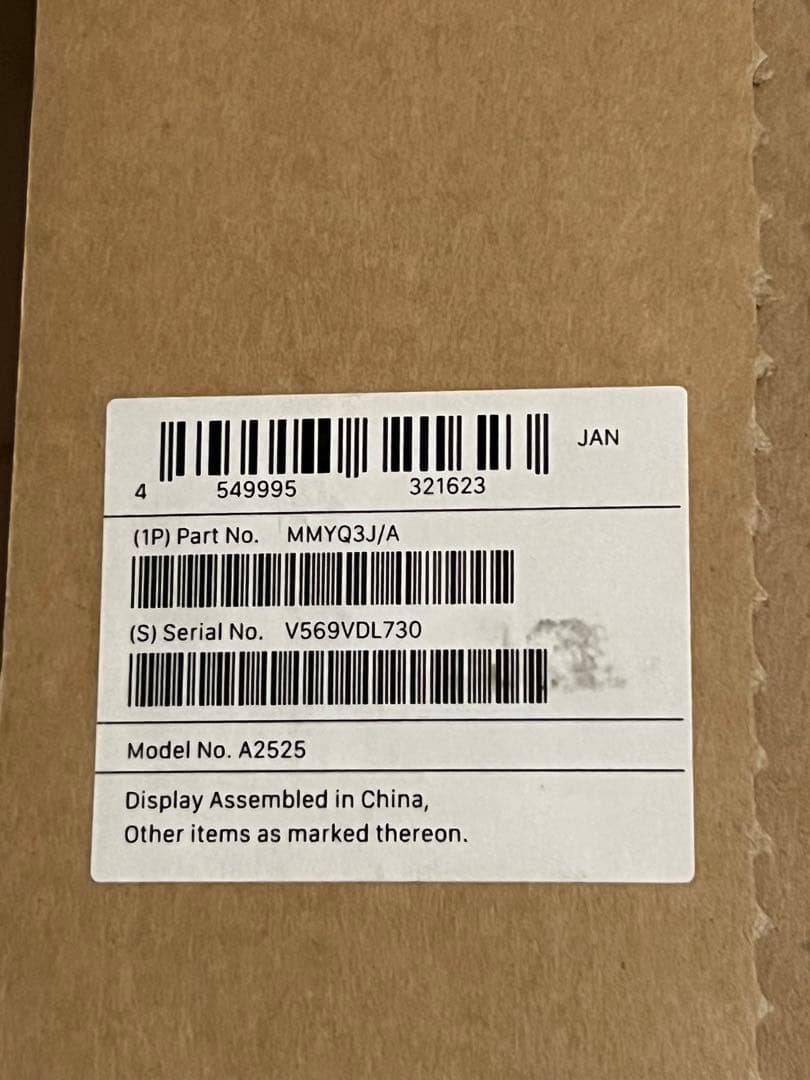 JAN
4 549995 321623
(1P) Part No. MMYQ3J/A
(S) Serial No. V569VDL730
Model No. A2525
Display Assembled in China,
Other items as marked thereon.